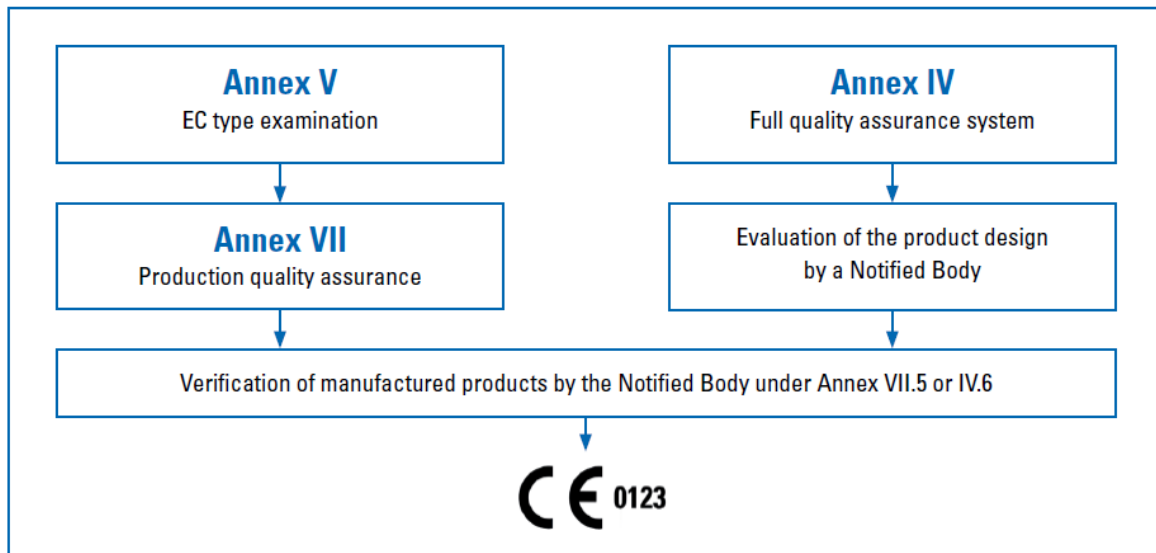 Annex V
EC type examination
Annex IV
Full quality assurance system
Annex VII
Production quality assurance
Evaluation of the product design
by a Notified Body
Verification of manufactured products by the Notified Body under Annex VII.5 or IV.6
CE 0123